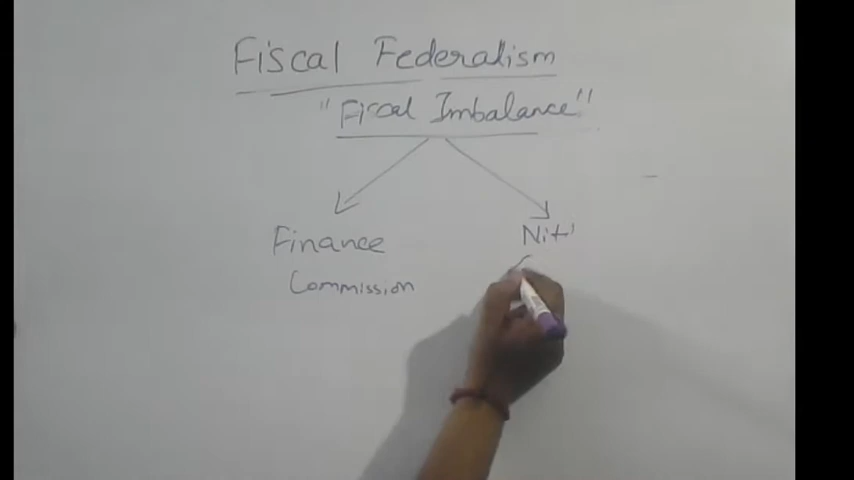 Fiscal Federalism
"Fiscal Imbalance"
Finance
Commission
Niti